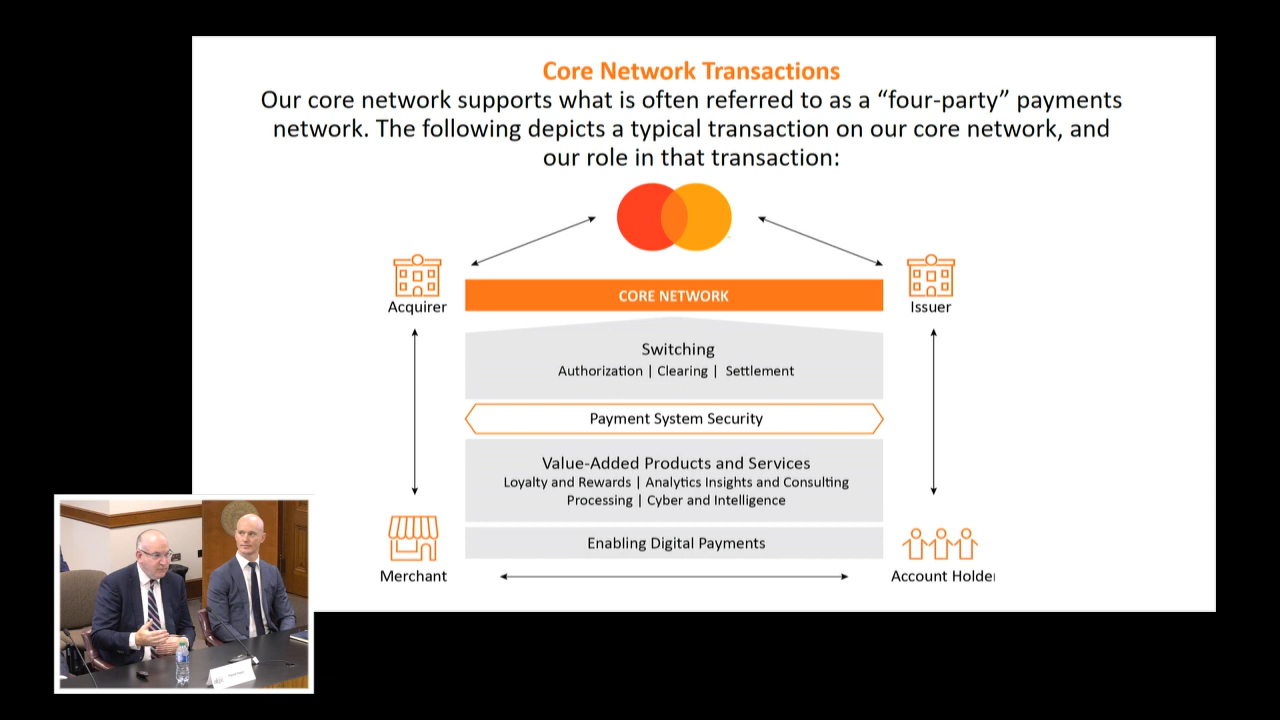 Core Network Transactions
Our core network supports what is often referred to as a “four-party” payments
network. The following depicts a typical transaction on our core network, and
our role in that transaction:
Acquirer
CORE NETWORK
Issuer
Switching
Authorization | Clearing | Settlement
Payment System Security
Value-Added Products and Services
Loyalty and Rewards | Analytics Insights and Consulting
Processing | Cyber and Intelligence
Enabling Digital Payments
Merchant
Account Holde